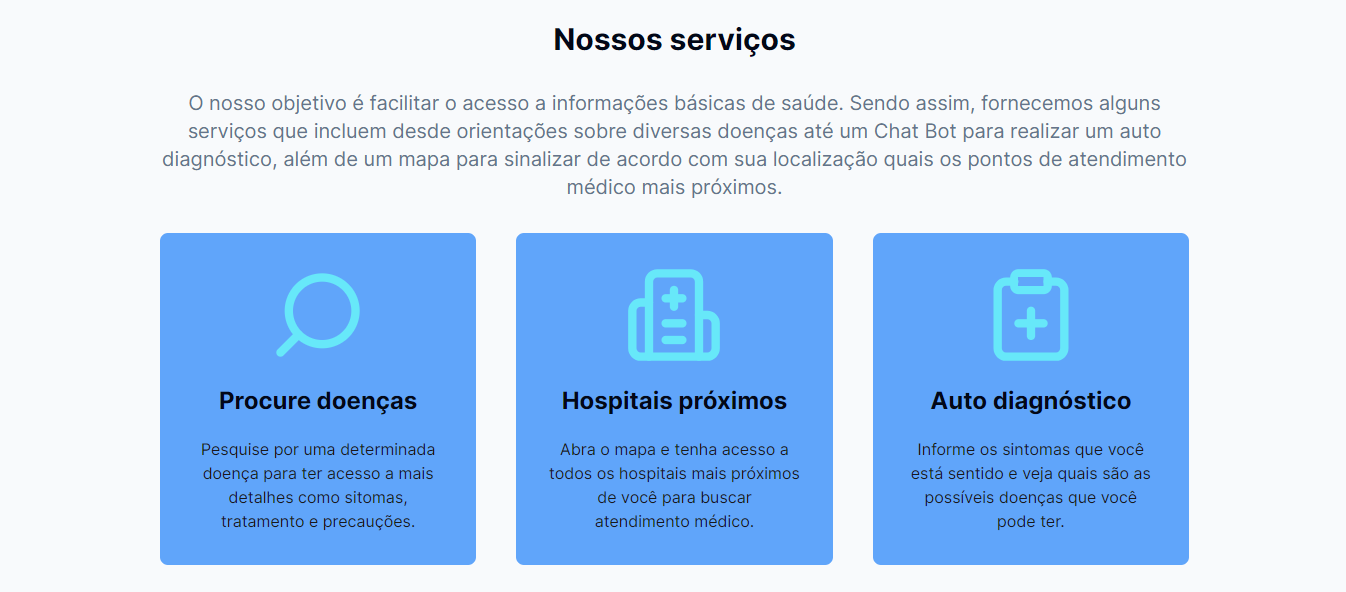 Nossos serviços
O nosso objetivo é facilitar o acesso a informações básicas de saúde. Sendo assim, fornecemos alguns
serviços que incluem desde orientações sobre diversas doenças até um Chat Bot para realizar um auto
diagnóstico, além de um mapa para sinalizar de acordo com sua localização quais os pontos de atendimento
médico mais próximos.
Procure doenças
Pesquise por uma determinada
doença para ter acesso a mais
detalhes como sitomas,
tratamento e precauções.
Hospitais próximos
Abra o mapa e tenha acesso a
todos os hospitais mais próximos
de você para buscar
atendimento médico.
Auto diagnóstico
Informe os sintomas que você
está sentido e veja quais são as
possíveis doenças que você
pode ter.